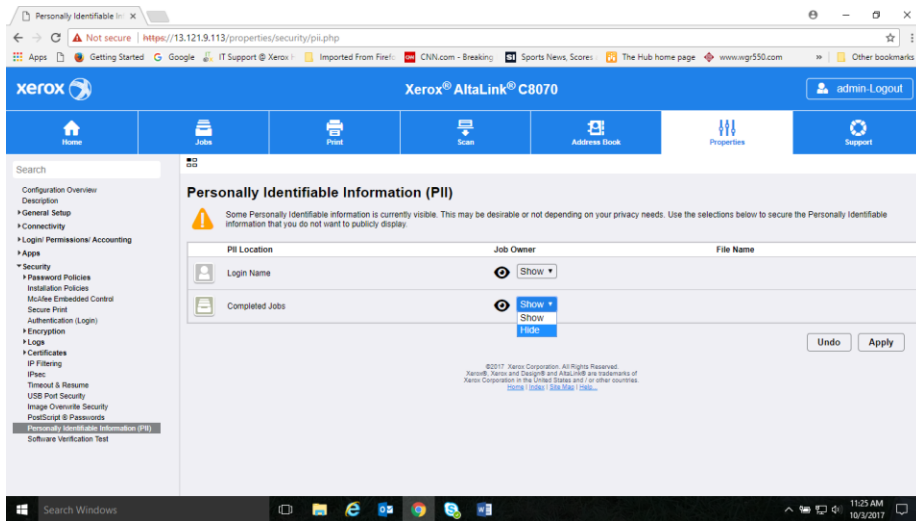 Personally Identifiable Inf
Not secure | https://13.121.9.113/properties/security/pii.php
Apps
Getting Started
Google
IT Support @ Xerox
Imported From Firef
CNN.com - Breaking
Sports News, Scores
The Hub home page
www.wgr550.com
»
Other bookmarks
xerox
Xerox® AltaLink® C8070
admin-Logout
Home
Jobs
Print
Scan
Address Book
Properties
Support
Search
Configuration Overview
Description
General Setup
Connectivity
Login/ Permissions/ Accounting
Apps
Security
Password Policies
Installation Policies
McAfee Embedded Control
Secure Print
Authentication (Login)
Encryption
Logs
Certificates
IP Filtering
IPsec
Timeout & Resume
USB Port Security
Image Overwrite Security
PostScript ® Passwords
Personally Identifiable Information (PII)
Software Verification Test
Personally Identifiable Information (PII)
Some Personally Identifiable information is currently visible. This may be desirable or not depending on your privacy needs. Use the selections below to secure the Personally Identifiable
information that you do not want to publicly display.
PII Location
Job Owner
File Name
Login Name
Show
Completed Jobs
Show
Show
Hide
Undo
Apply
©2017 Xerox Corporation. All Rights Reserved.
Xerox®, Xerox and Design® and AltaLink® are trademarks of
Xerox Corporation in the United States and / or other countries.
Home | Index | Site Map | Help...
Search Windows
11:25 AM
10/3/2017